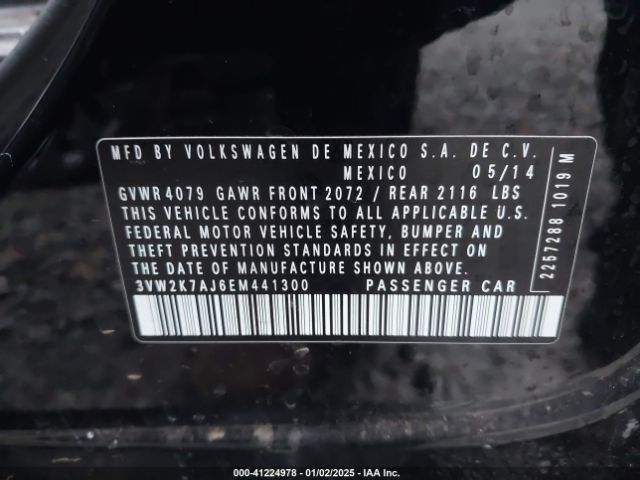 MFD BY VOLKSWAGEN DE MEXICO S.A. DE C.V.
MEXICO 05/14
GVWR 4079 GAWR FRONT 2072 / REAR 2116 LBS
THIS VEHICLE CONFORMS TO ALL APPLICABLE U.S.
FEDERAL MOTOR VEHICLE SAFETY, BUMPER AND
THEFT PREVENTION STANDARDS IN EFFECT ON
THE DATE OF MANUFACTURE SHOWN ABOVE.
3VW2K7AJ6EM441300 PASSENGER CAR
2257288 1019 M
000-41224978 - 01/02/2025 - IAA Inc.